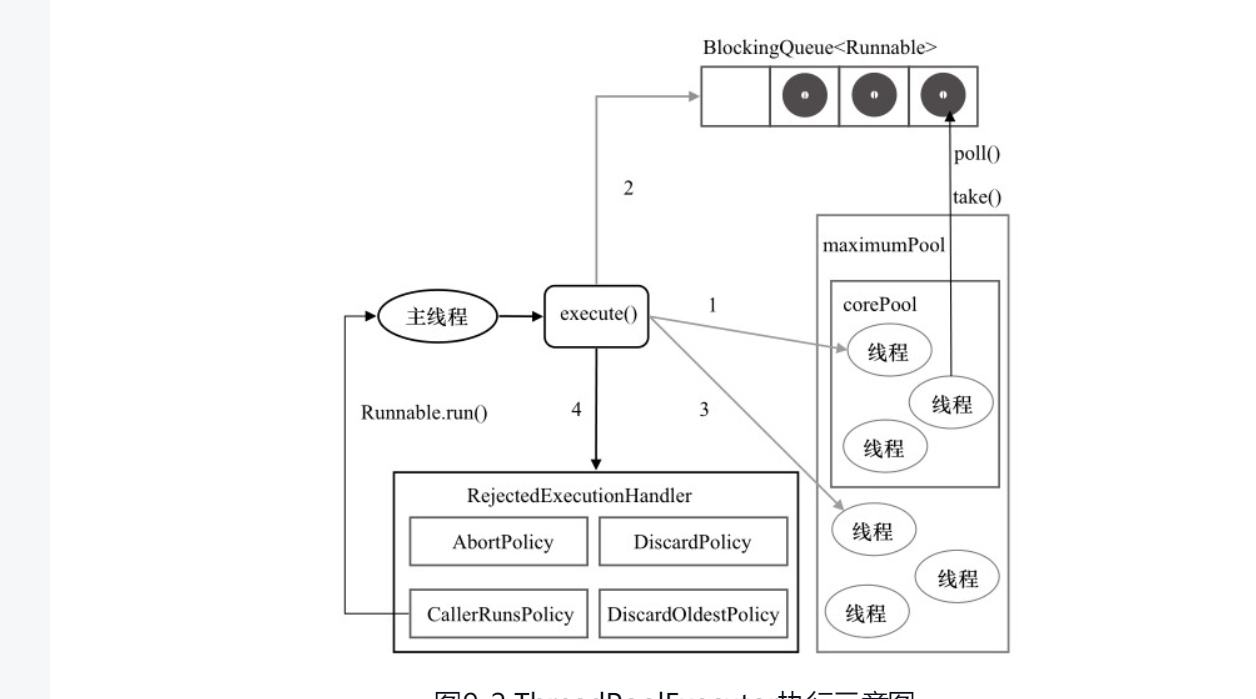 BlockingQueue<Runnable>
poll()
2
take()
maximumPool
corePool
1
主线程
execute()
线程
线程
Runnable.run()
4
3
线程
RejectedExecutionHandler
AbortPolicy
DiscardPolicy
线程
线程
CallerRunsPolicy
DiscardOldestPolicy
线程